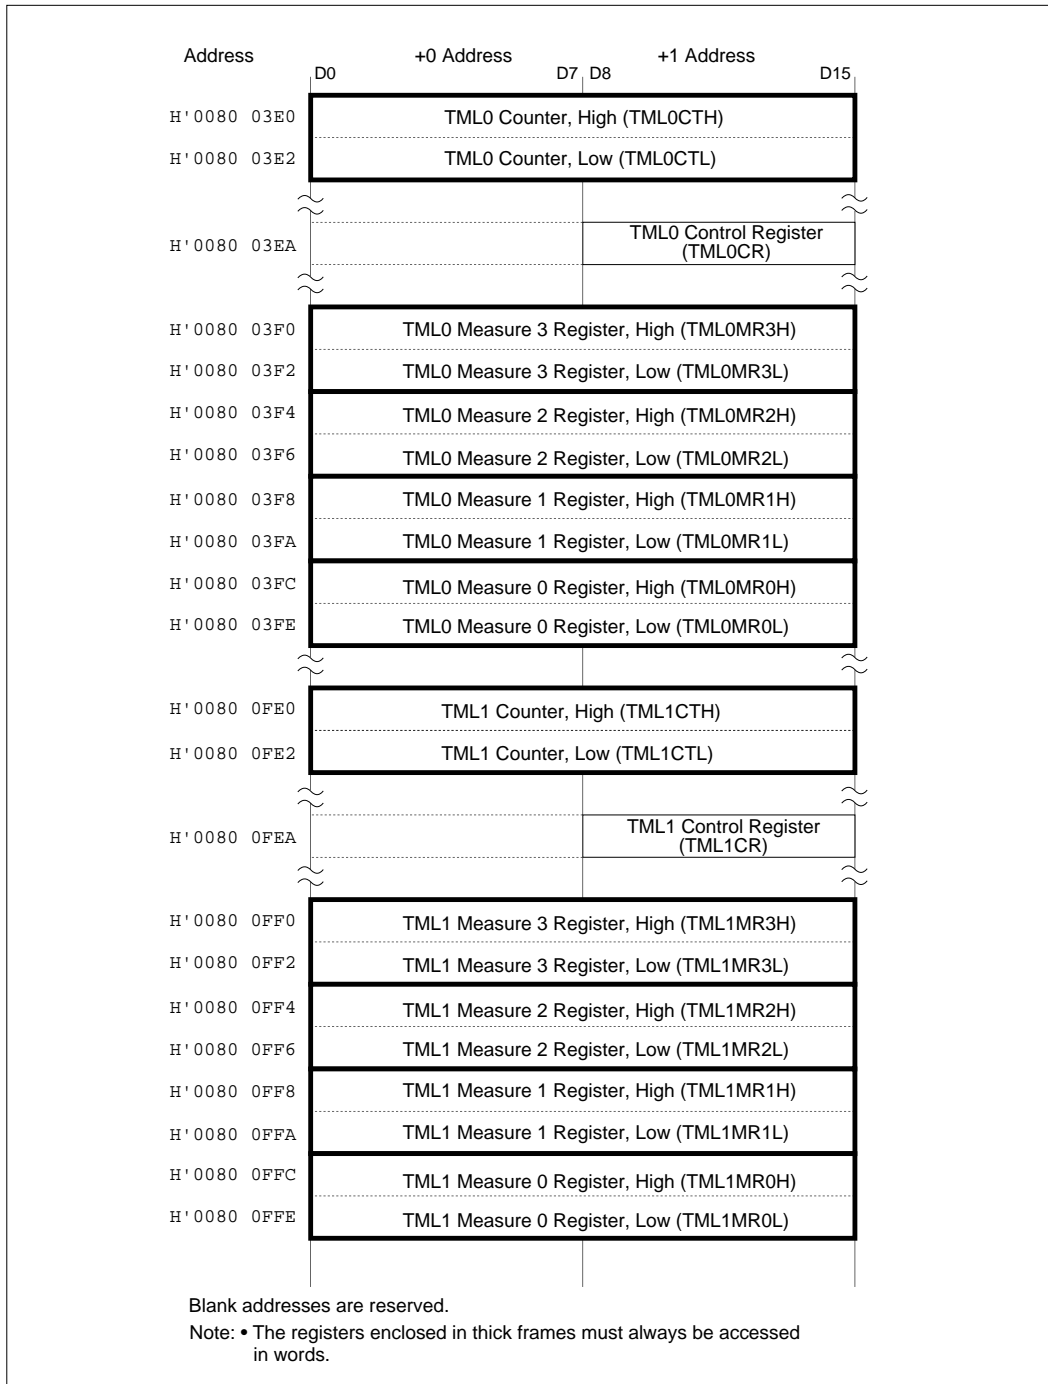 Address +0 Address +1 Address
D0 D7 D8 D15
H'0080 03E0 TML0 Counter, High (TML0CTH)
H'0080 03E2 TML0 Counter, Low (TML0CTL)
H'0080 03EA TML0 Control Register
(TML0CR)
H'0080 03F0 TML0 Measure 3 Register, High (TML0MR3H)
H'0080 03F2 TML0 Measure 3 Register, Low (TML0MR3L)
H'0080 03F4 TML0 Measure 2 Register, High (TML0MR2H)
H'0080 03F6 TML0 Measure 2 Register, Low (TML0MR2L)
H'0080 03F8 TML0 Measure 1 Register, High (TML0MR1H)
H'0080 03FA TML0 Measure 1 Register, Low (TML0MR1L)
H'0080 03FC TML0 Measure 0 Register, High (TML0MR0H)
H'0080 03FE TML0 Measure 0 Register, Low (TML0MR0L)
H'0080 0FE0 TML1 Counter, High (TML1CTH)
H'0080 0FE2 TML1 Counter, Low (TML1CTL)
H'0080 0FEA TML1 Control Register
(TML1CR)
H'0080 0FF0 TML1 Measure 3 Register, High (TML1MR3H)
H'0080 0FF2 TML1 Measure 3 Register, Low (TML1MR3L)
H'0080 0FF4 TML1 Measure 2 Register, High (TML1MR2H)
H'0080 0FF6 TML1 Measure 2 Register, Low (TML1MR2L)
H'0080 0FF8 TML1 Measure 1 Register, High (TML1MR1H)
H'0080 0FFA TML1 Measure 1 Register, Low (TML1MR1L)
H'0080 0FFC TML1 Measure 0 Register, High (TML1MR0H)
H'0080 0FFE TML1 Measure 0 Register, Low (TML1MR0L)
Blank addresses are reserved.
Note: • The registers enclosed in thick frames must always be accessed
in words.